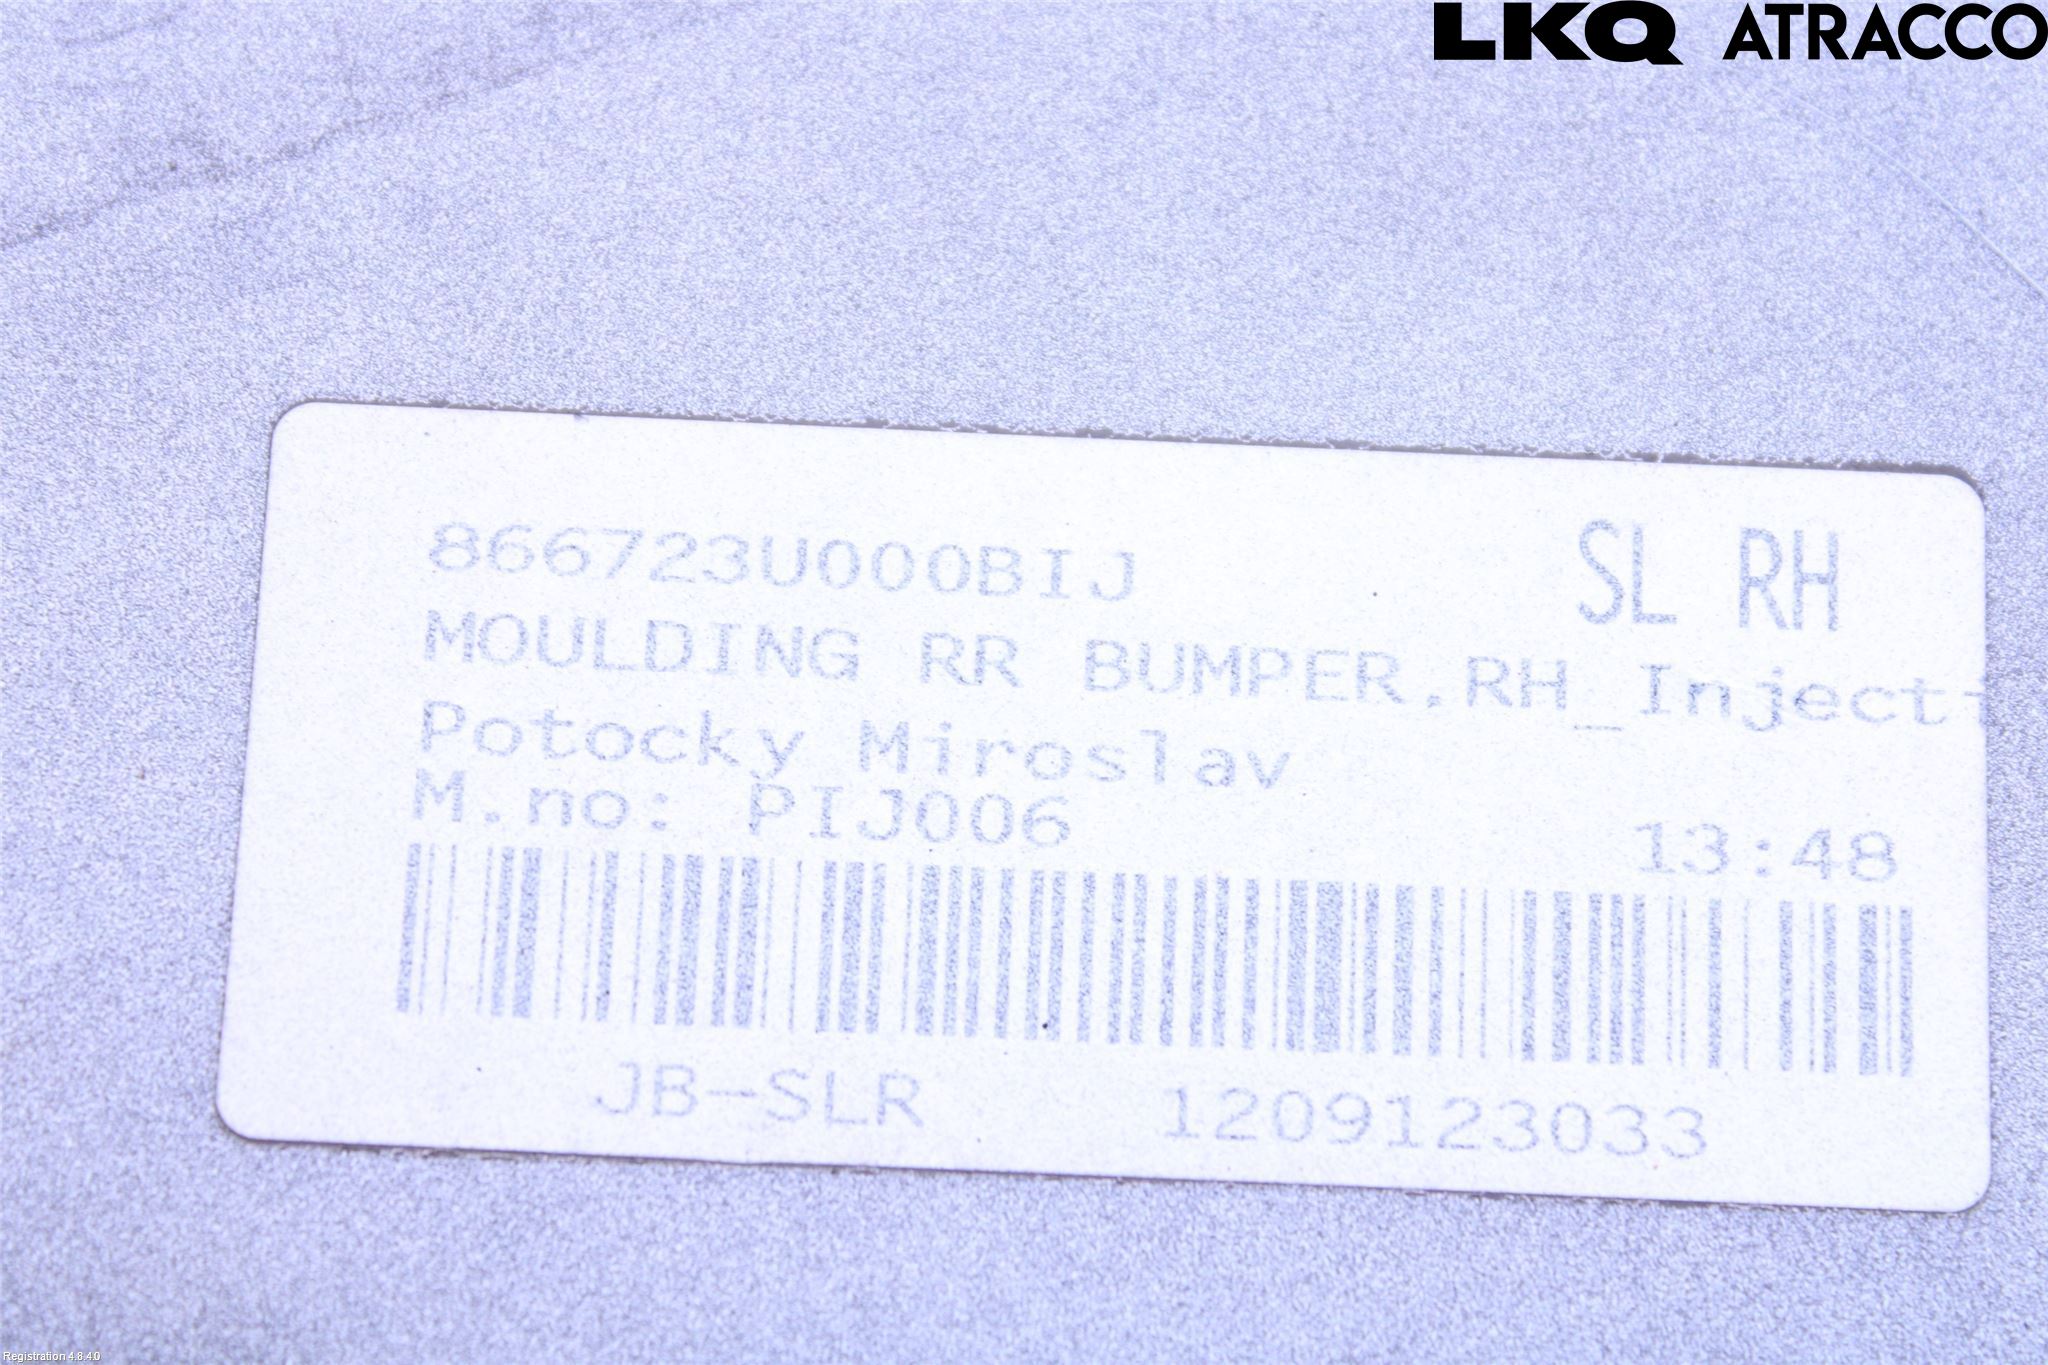 LKQ ATRACCO
866723U000BIJ SL RH
MOULDING RR BUMPER.RH_Injecti
Potocky Miroslav
M.no: PIJ006 13:48
JB-SLR 1209123033
Registration 4.8.4.0